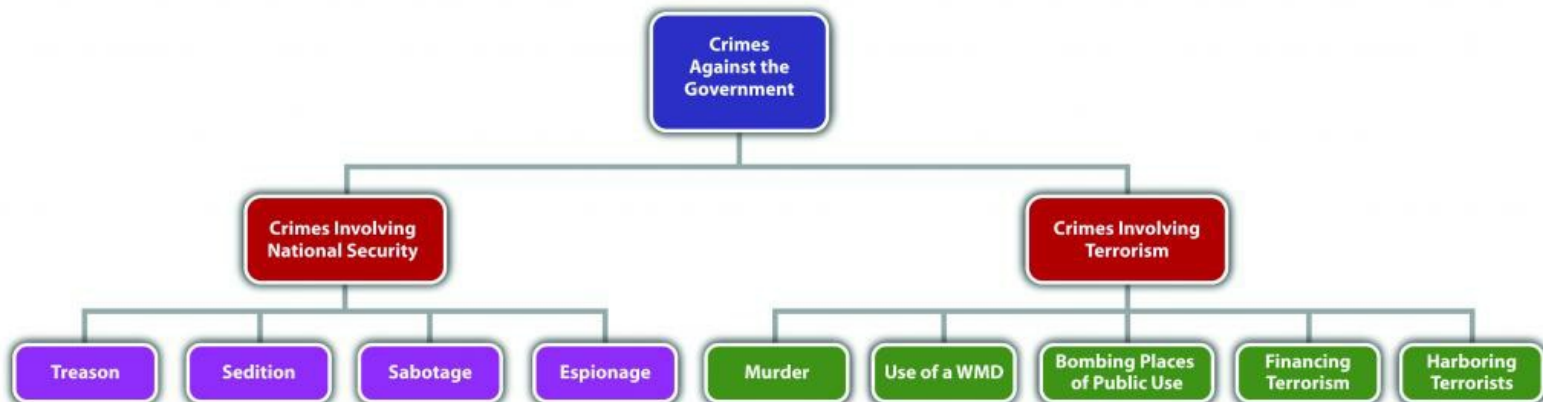 Crimes
Against the
Government
Crimes Involving
National Security
Crimes Involving
Terrorism
Treason
Sedition
Sabotage
Espionage
Murder
Use of a WMD
Bombing Places
of Public Use
Financing
Terrorism
Harboring
Terrorists